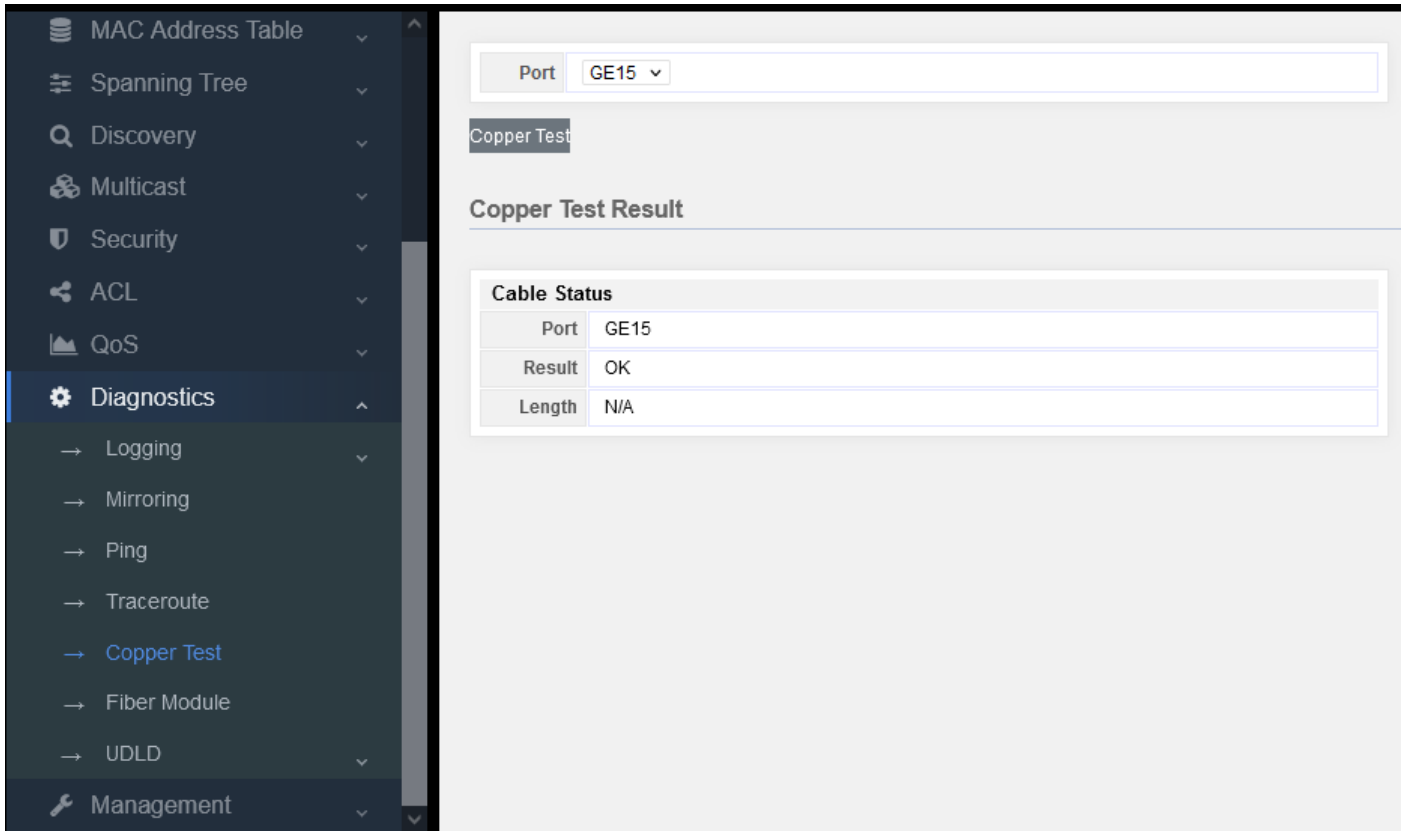 MAC Address Table
Spanning Tree
Discovery
Multicast
Security
ACL
QoS
Diagnostics
→ Logging
→ Mirroring
→ Ping
→ Traceroute
→ Copper Test
→ Fiber Module
→ UDLD
Management
Port GE15
Copper Test
Copper Test Result
Cable Status
Port GE15
Result OK
Length N/A